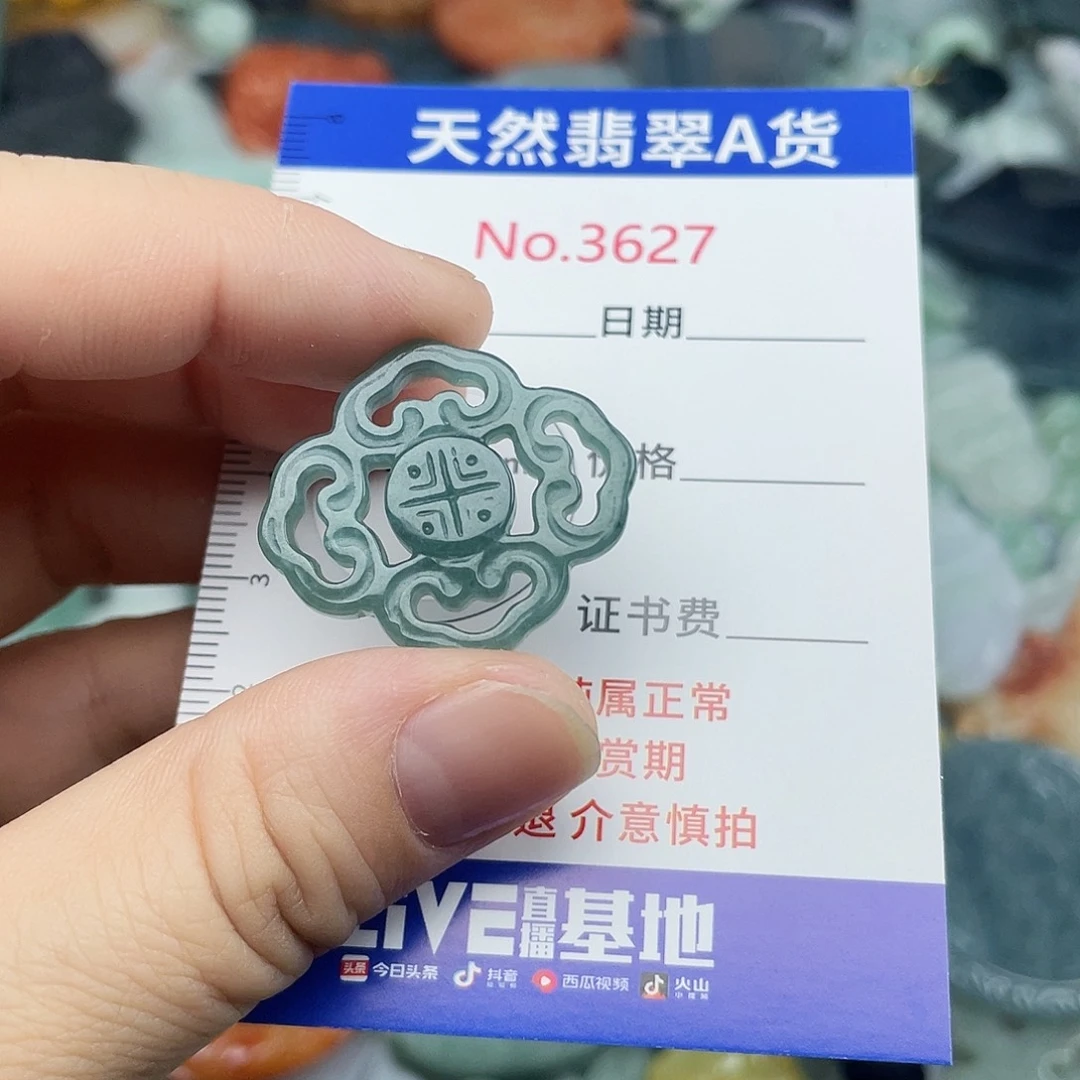 天然翡翠A货
No.3627
日期
价格
证书费
属正常
赏期
退 介意慎拍
LIVE直播基地
今日头条 抖音 西瓜视频 火山
3